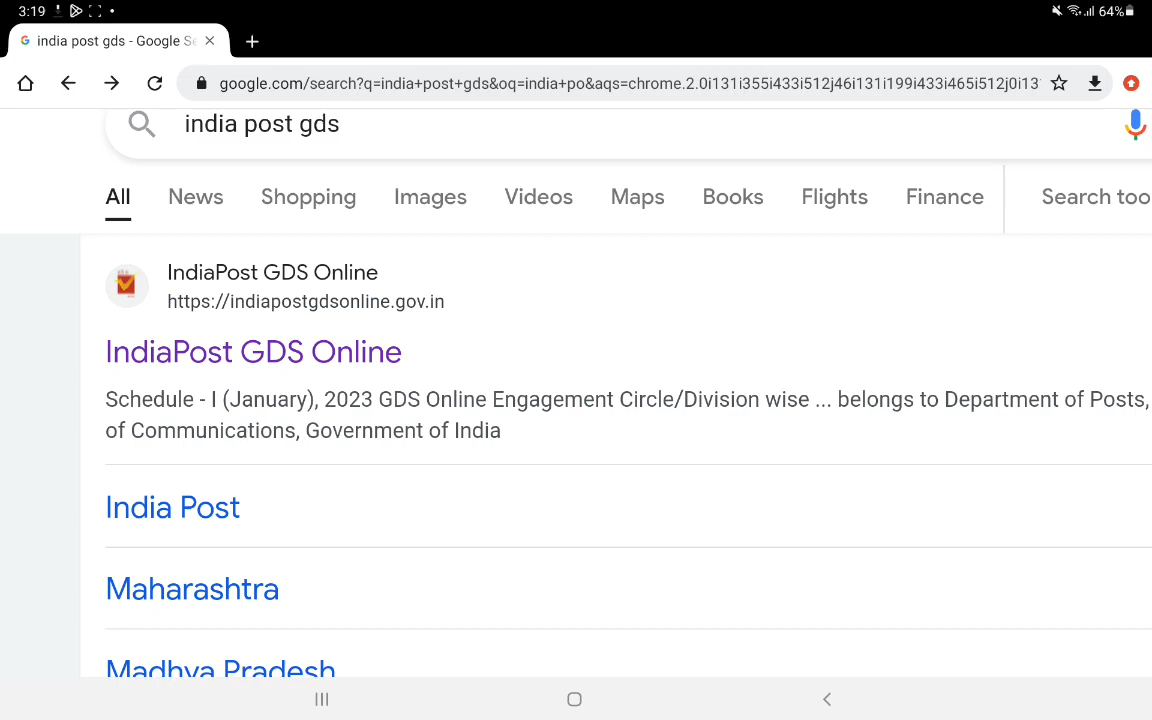 3:19
64%
india post gds - Google Se
google.com/search?q=india+post+gds&oq=india+po&aqs=chrome.2.0i131i355i433i512j46i131i199i433i465i512j0i13
india post gds
All News Shopping Images Videos Maps Books Flights Finance Search too
IndiaPost GDS Online
https://indiapostgdsonline.gov.in
IndiaPost GDS Online
Schedule - I (January), 2023 GDS Online Engagement Circle/Division wise ... belongs to Department of Posts,
of Communications, Government of India
India Post
Maharashtra
Madhya Pradesh